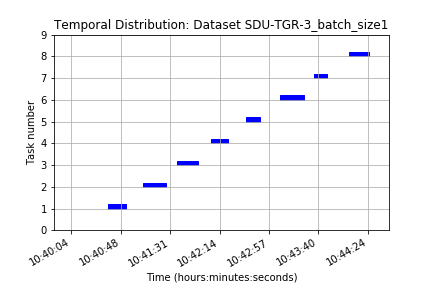 Temporal Distribution: Dataset SDU-TGR-3_batch_size1
9
8
7
6
5
4
3
2
1
0
Task number
10:40:04 10:40:48 10:41:31 10:42:14 10:42:57 10:43:40 10:44:24
Time (hours:minutes:seconds)